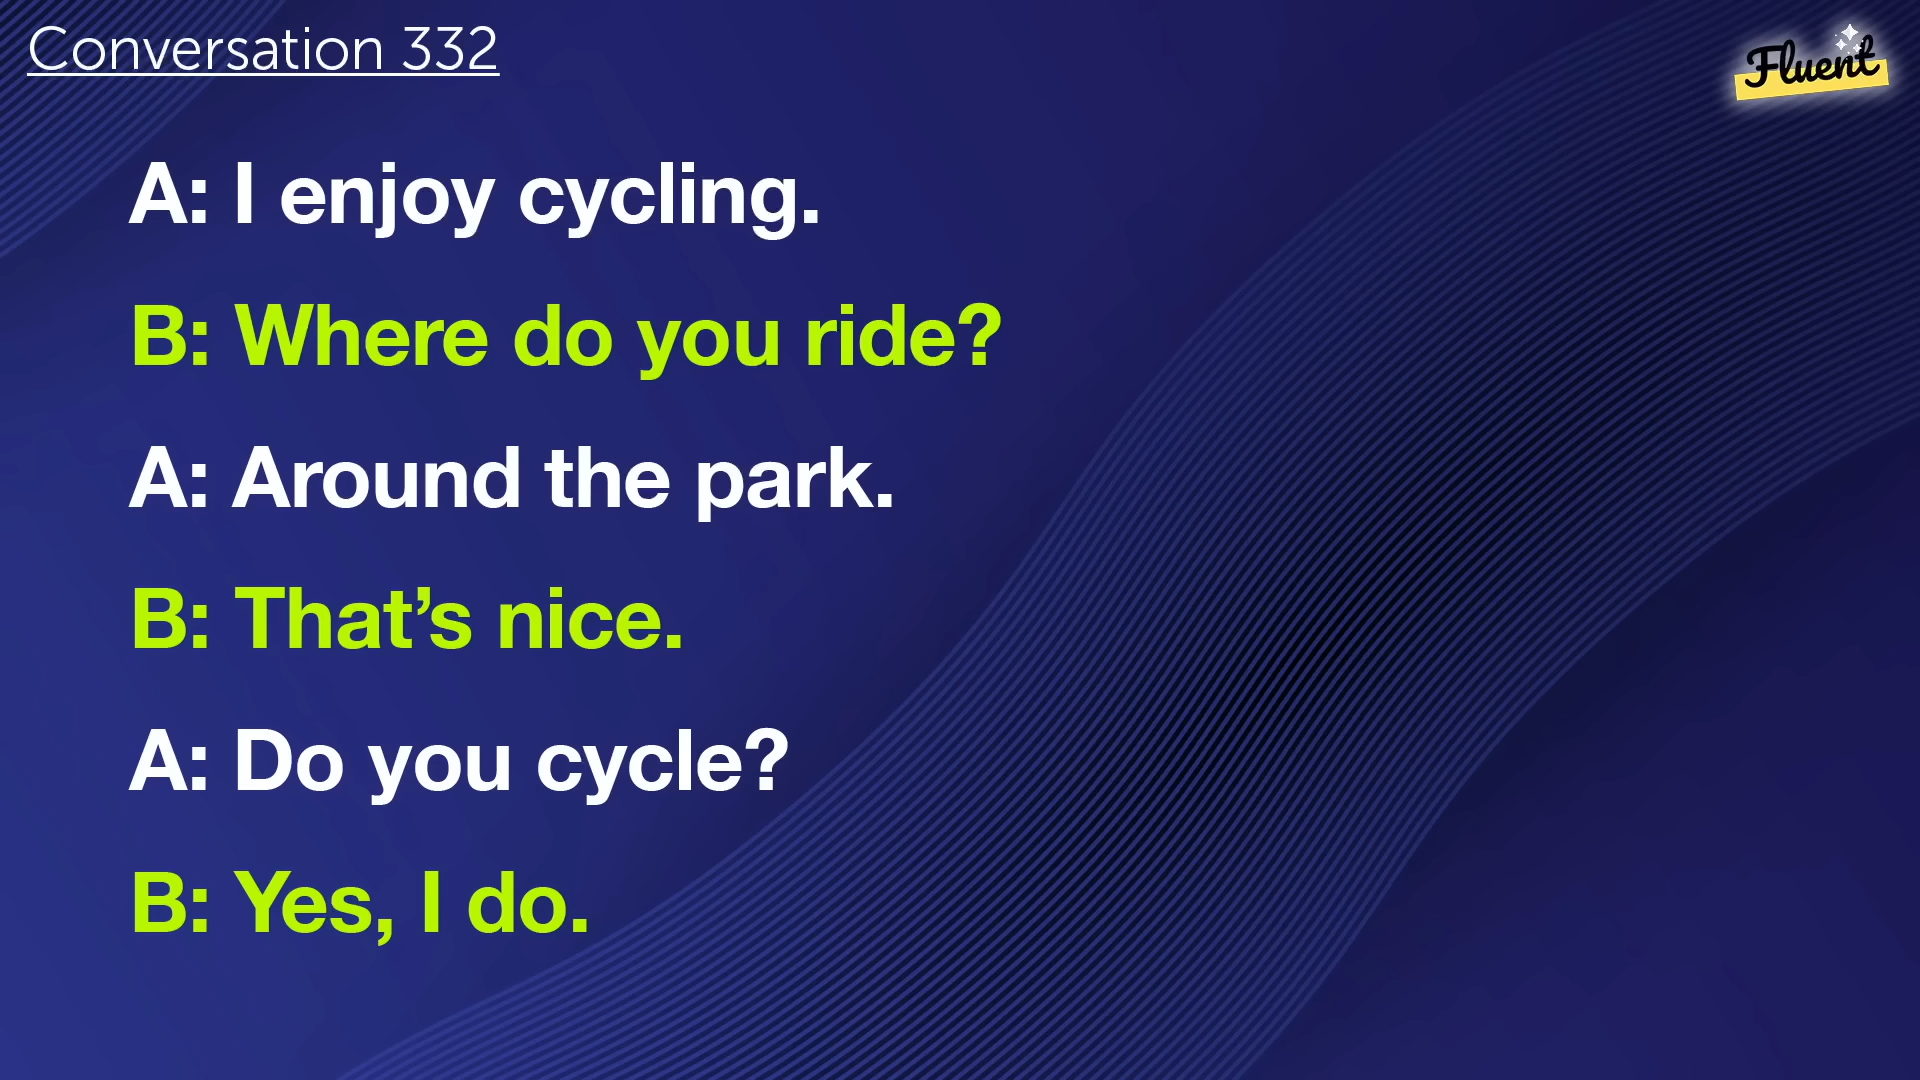 Conversation 332
Fluent
A: I enjoy cycling.
B: Where do you ride?
A: Around the park.
B: That’s nice.
A: Do you cycle?
B: Yes, I do.